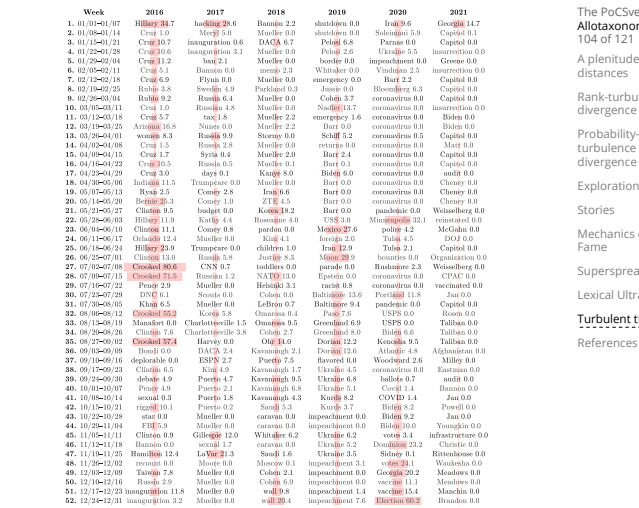 Week 2016 2017 2018 2019 2020 2021
1. 01/01–01/07 Hillary 34.7 hacking 28.6 Bannon 2.2 shutdown 0.0 Iran 9.6 Georgia 14.7
2. 01/08–01/14 Cruz 1.0 Meryl 5.0 Mueller 0.0 shutdown 0.0 Soleimani 5.9 Capitol 0.1
3. 01/15–01/21 Cruz 10.7 inauguration 0.6 DACA 6.7 Pelosi 6.8 Parnas 0.0 Capitol 0.0
4. 01/22–01/28 Cruz 10.6 inauguration 3.1 Mueller 0.0 Pelosi 2.6 Ukraine 5.5 insurrection 0.0
5. 01/29–02/04 Cruz 11.2 ban 2.1 Mueller 0.0 border 0.0 impeachment 0.0 Greene 0.0
6. 02/05–02/11 Cruz 5.1 Bannon 0.0 memo 2.3 Whitaker 0.0 Vindman 2.5 insurrection 0.0
7. 02/12–02/18 Cruz 6.9 Flynn 0.0 Mueller 0.0 emergency 0.0 Barr 2.2 Capitol 0.0
8. 02/19–02/25 Rubio 3.8 Sweden 4.9 Parkland 0.3 Jussie 0.0 Bloomberg 6.3 Capitol 0.0
9. 02/26–03/04 Rubio 9.2 Russia 6.4 Mueller 0.0 Cohen 3.7 coronavirus 0.0 Capitol 0.0
10. 03/05–03/11 Cruz 1.0 Russia 4.8 Mueller 0.0 Nadler 13.7 coronavirus 0.0 insurrection 0.0
11. 03/12–03/18 Cruz 5.7 tax 1.8 Mueller 2.2 emergency 1.6 coronavirus 0.0 Biden 0.0
12. 03/19–03/25 Arizona 16.8 Nunes 0.0 Mueller 2.2 Barr 0.0 coronavirus 0.0 Biden 0.0
13. 03/26–04/01 women 8.3 Russia 9.9 Stormy 0.0 Schiff 5.2 coronavirus 0.5 Capitol 0.0
14. 04/02–04/08 Cruz 1.5 Russia 2.8 Mueller 0.0 returns 0.0 coronavirus 0.0 Matt 0.0
15. 04/09–04/15 Cruz 1.7 Syria 0.4 Mueller 0.0 Barr 2.4 coronavirus 0.0 Capitol 0.0
16. 04/16–04/22 Cruz 10.5 Russia 0.5 Mueller 0.1 Barr 0.1 coronavirus 0.0 Capitol 0.0
17. 04/23–04/29 Cruz 3.0 days 0.1 Kanye 8.0 Biden 6.0 coronavirus 0.0 audit 0.0
18. 04/30–05/06 Indiana 11.5 Trumpcare 0.0 Mueller 0.0 Barr 0.0 coronavirus 0.0 Cheney 0.0
19. 05/07–05/13 Ryan 2.5 Comey 2.8 Iran 6.6 Barr 0.0 coronavirus 0.0 Cheney 0.0
20. 05/14–05/20 Bernie 25.3 Comey 1.0 ZTE 4.5 Barr 0.0 coronavirus 0.0 Cheney 0.0
21. 05/21–05/27 Clinton 9.5 budget 0.0 Korea 18.2 Barr 0.0 pandemic 0.0 Weisselberg 0.0
22. 05/28–06/03 Hillary 11.9 Kathy 4.4 Roseanne 4.0 USS 3.0 Minneapolis 32.1 reinstated 0.0
23. 06/04–06/10 Clinton 11.1 Comey 0.8 pardon 0.0 Mexico 27.6 police 4.2 McGahn 0.0
24. 06/11–06/17 Orlando 12.4 Mueller 0.0 Kim 4.1 foreign 2.0 Tulsa 4.5 DOJ 0.0
25. 06/18–06/24 Hillary 23.9 Trumpcare 0.0 children 1.0 Iran 12.9 Tulsa 2.1 Capitol 0.0
26. 06/25–07/01 Clinton 13.0 Russia 5.8 Justice 8.3 Moon 29.9 bounties 0.0 Organization 0.0
27. 07/02–07/08 Crooked 80.6 CNN 0.7 toddlers 0.0 parade 0.0 Rushmore 2.3 Weisselberg 0.0
28. 07/09–07/15 Crooked 71.5 Russia 1.2 NATO 13.0 Epstein 0.0 coronavirus 0.0 CPAC 0.0
29. 07/16–07/22 Pence 2.9 Mueller 0.0 Helsinki 3.1 racist 0.8 coronavirus 0.0 vaccinated 0.0
30. 07/23–07/29 DNC 6.1 Scouts 0.0 Cohen 0.0 Baltimore 13.6 Portland 11.8 Jan 0.0
31. 07/30–08/05 Khan 6.5 Mueller 0.0 LeBron 0.7 Baltimore 9.4 pandemic 0.0 Capitol 0.0
32. 08/06–08/12 Crooked 55.2 Korea 5.8 Omarosa 0.4 Paso 7.6 USPS 0.0 Rosen 0.0
33. 08/13–08/19 Manafort 0.0 Charlottesville 1.5 Omarosa 9.5 Greenland 6.9 USPS 0.0 Taliban 0.0
34. 08/20–08/26 Clinton 7.6 Charlottesville 3.8 Cohen 2.7 Greenland 8.0 Biden 6.6 Taliban 0.0
35. 08/27–09/02 Crooked 57.4 Harvey 0.0 Ohr 14.0 Dorian 12.2 Kenosha 9.5 Taliban 0.0
36. 09/03–09/09 Bondi 0.0 DACA 2.4 Kavanaugh 2.1 Dorian 12.6 Atlantic 4.8 Afghanistan 0.0
37. 09/10–09/16 deplorable 0.0 ESPN 2.7 Puerto 7.5 flavored 0.0 Woodward 2.6 Milley 0.0
38. 09/17–09/23 Clinton 6.5 Kim 4.9 Kavanaugh 1.7 Ukraine 4.5 coronavirus 0.0 Eastman 0.0
39. 09/24–09/30 debate 4.9 Puerto 4.7 Kavanaugh 9.5 Ukraine 6.8 ballots 0.7 audit 0.0
40. 10/01–10/07 Pence 4.9 Puerto 2.1 Kavanaugh 6.8 Ukraine 5.1 Covid 1.4 Bannon 0.0
41. 10/08–10/14 sexual 0.3 Puerto 1.8 Kavanaugh 4.3 Kurds 8.2 COVID 1.4 Jan 0.0
42. 10/15–10/21 rigged 10.1 Puerto 0.2 Saudi 5.3 Kurds 3.7 Biden 8.2 Powell 0.0
43. 10/22–10/28 star 0.0 Mueller 0.0 caravan 0.0 impeachment 0.0 Biden 9.2 Jan 0.0
44. 10/29–11/04 FBI 5.9 Mueller 0.0 caravan 0.0 impeachment 0.0 Biden 10.0 Youngkin 0.0
45. 11/05–11/11 Clinton 0.9 Gillespie 12.0 Whitaker 6.2 Ukraine 6.2 votes 3.4 infrastructure 0.0
46. 11/12–11/18 Bannon 0.0 sexual 1.7 caravan 0.0 Ukraine 5.2 Dominion 23.2 Christie 0.0
47. 11/19–11/25 Hamilton 12.4 LaVar 21.3 Saudi 1.6 Ukraine 3.5 Sidney 0.1 Rittenhouse 0.0
48. 11/26–12/02 recount 0.0 Moore 0.0 Moscow 0.1 impeachment 3.1 votes 24.1 Waukesha 0.0
49. 12/03–12/09 Taiwan 7.8 Mueller 0.0 Cohen 2.1 impeachment 0.0 Georgia 20.2 Meadows 0.0
50. 12/10–12/16 Russia 2.9 Mueller 0.0 Cohen 6.9 impeachment 0.0 vaccine 11.1 Meadows 0.0
51. 12/17–12/23 inauguration 11.8 Mueller 0.0 wall 9.8 impeachment 1.4 vaccine 15.4 Manchin 0.0
52. 12/24–12/31 inauguration 3.2 Mueller 0.0 wall 20.4 impeachment 7.6 Election 60.2 Brandon 0.0
The PoCSve
Allotaxonor
104 of 121
A plenitude
distances
Rank-turbu
divergence
Probability-
turbulence
divergence
Exploration
Stories
Mechanics o
Fame
Superspreа
Lexical Ultra
Turbulent ti
References